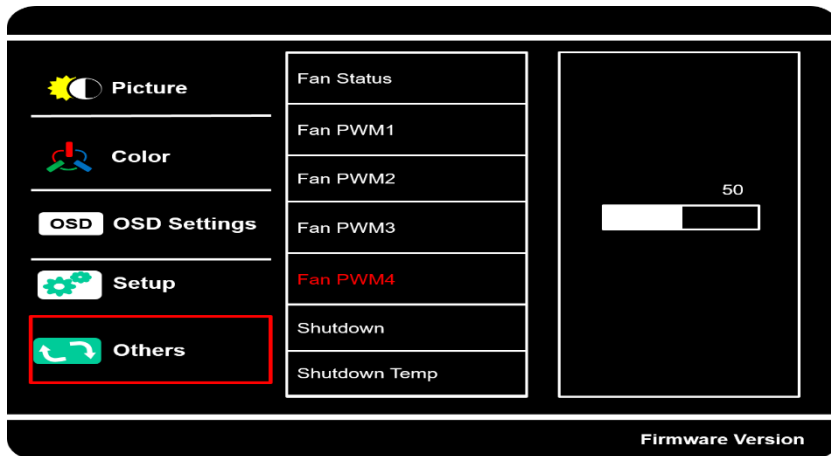 Picture
Color
OSD OSD Settings
Setup
Others
Fan Status
Fan PWM1
Fan PWM2
Fan PWM3
Fan PWM4
Shutdown
Shutdown Temp
50
Firmware Version